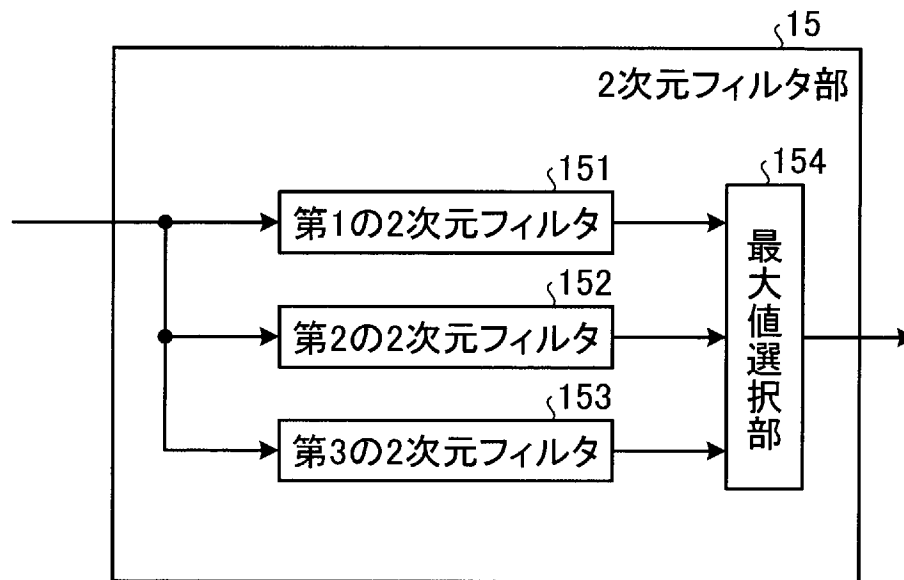 15
2次元フィルタ部
151
第1の2次元フィルタ
152
第2の2次元フィルタ
153
第3の2次元フィルタ
154
最大値選択部